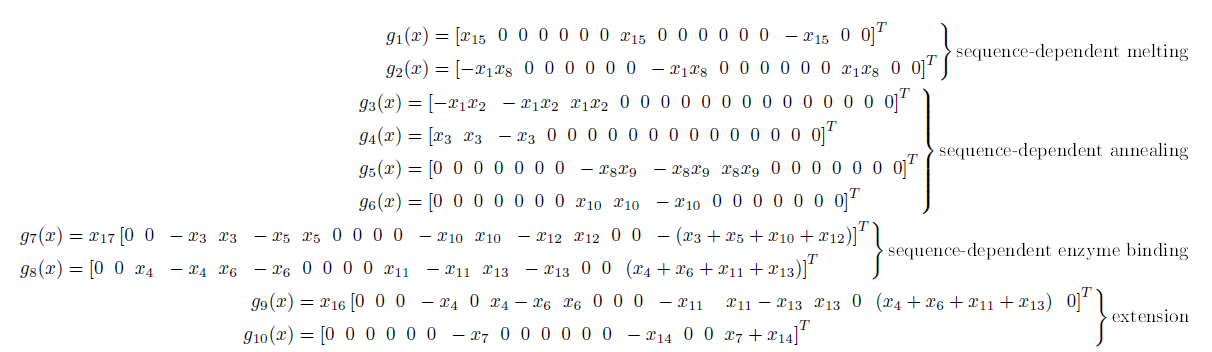 g₁(x) = [x₁₅ 0 0 0 0 0 0 x₁₅ 0 0 0 0 0 0 − x₁₅ 0 0]ᵀ
g₂(x) = [−x₁x₈ 0 0 0 0 0 0 − x₁x₈ 0 0 0 0 0 0 x₁x₈ 0 0]ᵀ
sequence-dependent melting
g₃(x) = [−x₁x₂ − x₁x₂ x₁x₂ 0 0 0 0 0 0 0 0 0 0 0 0 0 0]ᵀ
g₄(x) = [x₃ x₃ − x₃ 0 0 0 0 0 0 0 0 0 0 0 0 0 0]ᵀ
g₅(x) = [0 0 0 0 0 0 0 − x₈x₉ − x₈x₉ x₈x₉ 0 0 0 0 0 0 0]ᵀ
g₆(x) = [0 0 0 0 0 0 0 x₁₀ x₁₀ − x₁₀ 0 0 0 0 0 0 0]ᵀ
sequence-dependent annealing
g₇(x) = x₁₇ [0 0 − x₃ x₃ − x₅ x₅ 0 0 0 0 − x₁₀ x₁₀ − x₁₂ x₁₂ 0 0 − (x₃ + x₅ + x₁₀ + x₁₂)]ᵀ
g₈(x) = [0 0 x₄ − x₄ x₆ − x₆ 0 0 0 0 x₁₁ − x₁₁ x₁₃ − x₁₃ 0 0 (x₄ + x₆ + x₁₁ + x₁₃)]ᵀ
sequence-dependent enzyme binding
g₉(x) = x₁₆ [0 0 0 − x₄ 0 x₄ − x₆ x₆ 0 0 0 − x₁₁ x₁₁ − x₁₃ x₁₃ 0 (x₄ + x₆ + x₁₁ + x₁₃) 0]ᵀ
g₁₀(x) = [0 0 0 0 0 0 − x₇ 0 0 0 0 0 0 − x₁₄ 0 0 x₇ + x₁₄]ᵀ
extension